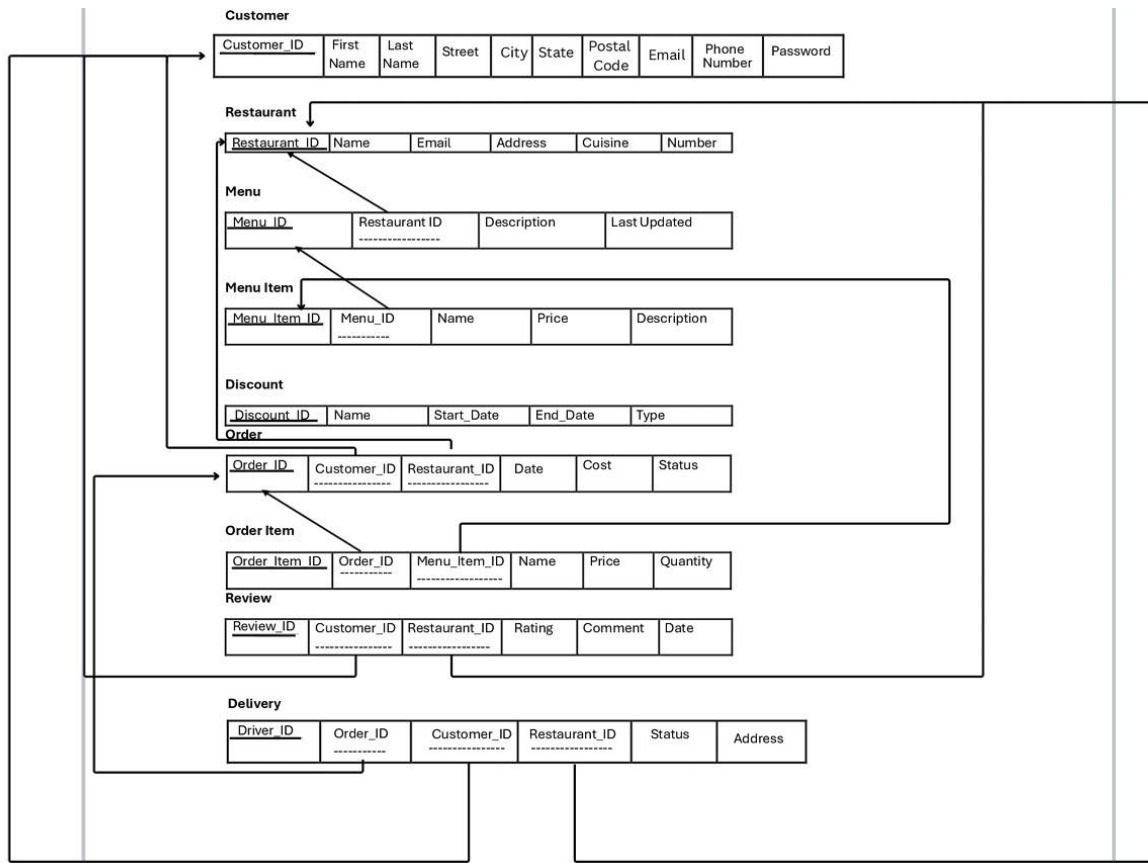 Customer
Customer_ID First Name Last Name Street City State Postal Code Email Phone Number Password
Restaurant
Restaurant_ID Name Email Address Cuisine Number
Menu
Menu_ID Restaurant ID Description Last Updated
Menu Item
Menu_Item_ID Menu_ID Name Price Description
Discount
Discount_ID Name Start_Date End_Date Type
Order
Order_ID Customer_ID Restaurant_ID Date Cost Status
Order Item
Order_Item_ID Order_ID Menu_Item_ID Name Price Quantity
Review
Review_ID Customer_ID Restaurant_ID Rating Comment Date
Delivery
Driver_ID Order_ID Customer_ID Restaurant_ID Status Address